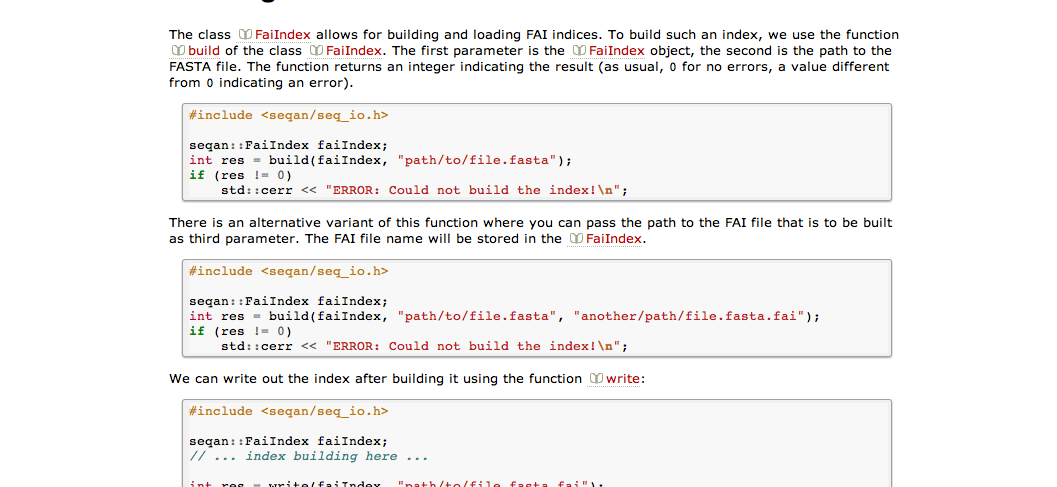 The class FaiIndex allows for building and loading FAI indices. To build such an index, we use the function
build of the class FaiIndex. The first parameter is the FaiIndex object, the second is the path to the
FASTA file. The function returns an integer indicating the result (as usual, 0 for no errors, a value different
from 0 indicating an error).
#include <seqan/seq_io.h>
seqan::FaiIndex faiIndex;
int res = build(faiIndex, "path/to/file.fasta");
if (res != 0)
    std::cerr << "ERROR: Could not build the index!\n";
There is an alternative variant of this function where you can pass the path to the FAI file that is to be built
as third parameter. The FAI file name will be stored in the FaiIndex.
#include <seqan/seq_io.h>
seqan::FaiIndex faiIndex;
int res = build(faiIndex, "path/to/file.fasta", "another/path/file.fasta.fai");
if (res != 0)
    std::cerr << "ERROR: Could not build the index!\n";
We can write out the index after building it using the function write:
#include <seqan/seq_io.h>
seqan::FaiIndex faiIndex;
// ... index building here ...
int res = write(faiIndex, "path/to/file.fasta.fai");